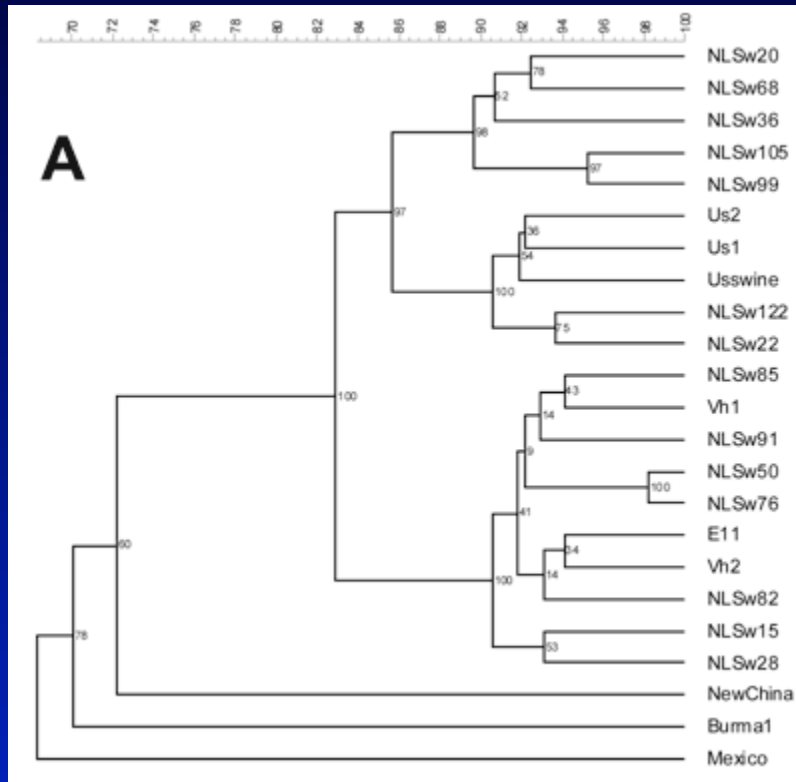 70 72 74 76 78 80 82 84 86 88 90 92 94 96 98 100
A
NLSw20
78
NLSw68
52
NLSw36
98
NLSw105
97
NLSw99
97
Us2
36
Us1
54
Usswine
100
NLSw122
75
NLSw22
NLSw85
43
Vh1
14
NLSw91
9
NLSw50
100
NLSw76
100
41
E11
34
Vh2
14
NLSw82
100
NLSw15
53
NLSw28
60
NewChina
78
Burma1
Mexico